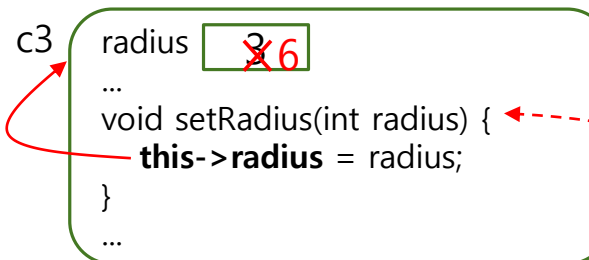 c3 radius 3 6
...
void setRadius(int radius) {
this->radius = radius;
}
...